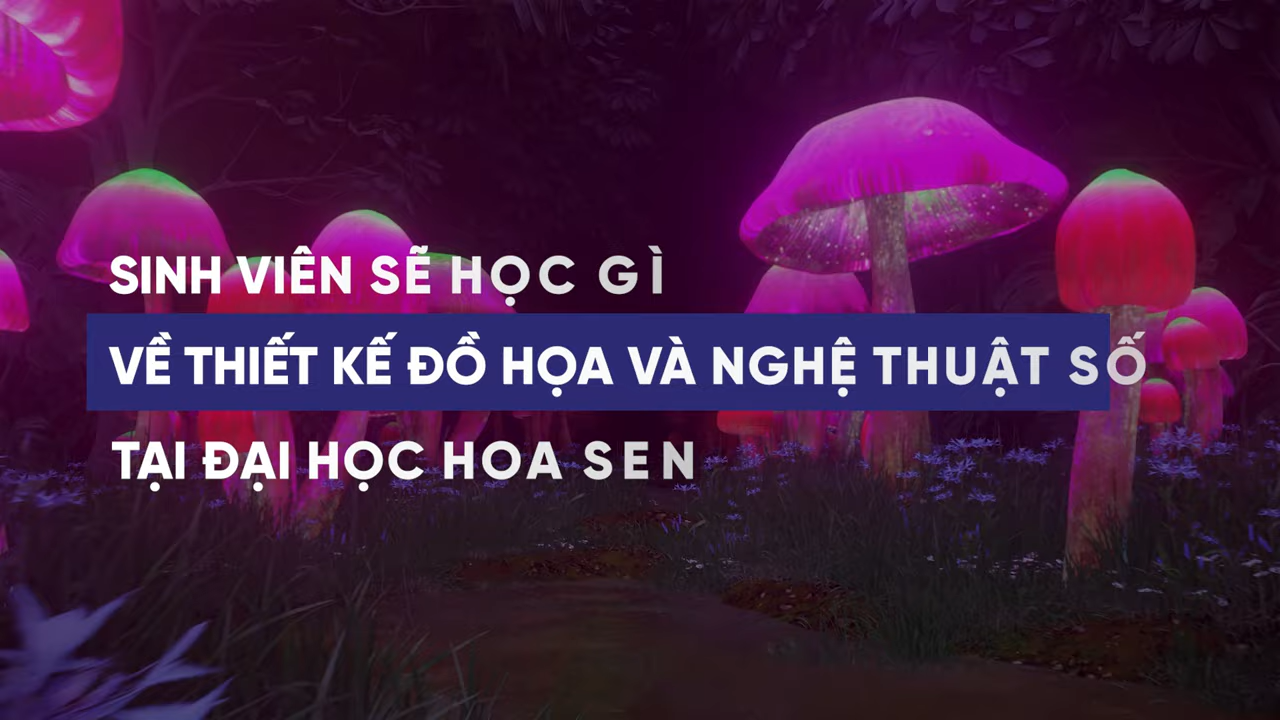 SINH VIÊN SẼ HỌC GÌ
VỀ THIẾT KẾ ĐỒ HỌA VÀ NGHỆ THUẬT SỐ
TẠI ĐẠI HỌC HOA SEN